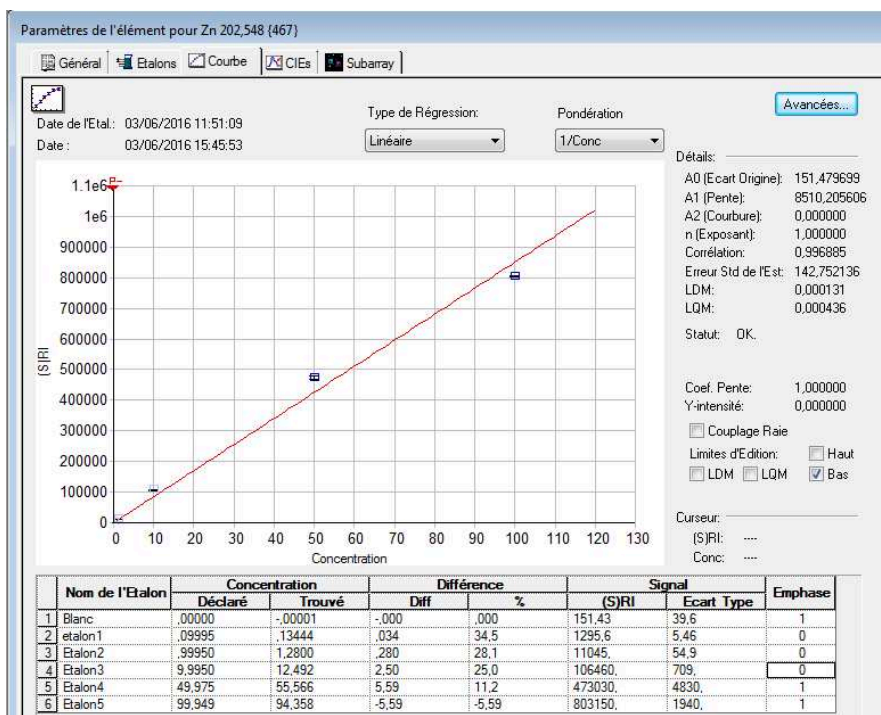 Paramètres de l'élément pour Zn 202,548 {467}
Général Etalons Courbe CIEs Subarray
Date de l'Etal.: 03/06/2016 11:51:09
Date : 03/06/2016 15:45:53
Type de Régression:
Linéaire
Pondération
1/Conc
Avancées...
Détails:
A0 (Ecart Origine): 151,479699
A1 (Pente): 8510,205606
A2 (Courbure): 0,000000
n (Exposant): 1,000000
Corrélation: 0,996885
Erreur Std de l'Est: 142,752136
LDM: 0,000131
LQM: 0,000436
Statut: OK.
Coef. Pente: 1,000000
Y-intensité: 0,000000
Couplage Raie
Limites d'Edition: Haut
LDM LQM Bas
Curseur:
(S)RI: ----
Conc: ----
1.1e6
1e6
900000
800000
700000
600000
500000
400000
300000
200000
100000
0
(S)RI
0 10 20 30 40 50 60 70 80 90 100 110 120 130
Concentration
Nom de l'Etalon Concentration Différence Signal Emphase
Déclaré Trouvé Diff % (S)RI Ecart Type
1 Blanc ,00000 -,00001 -,000 ,000 151,43 39,6 1
2 etalon1 ,09995 ,13444 ,034 34,5 1295,6 5,46 0
3 Etalon2 ,99950 1,2800 ,280 28,1 11045, 54,9 0
4 Etalon3 9,9950 12,492 2,50 25,0 106460, 709, 0
5 Etalon4 49,975 55,566 5,59 11,2 473030, 4830, 1
6 Etalon5 99,949 94,358 -5,59 -5,59 803150, 1940, 1